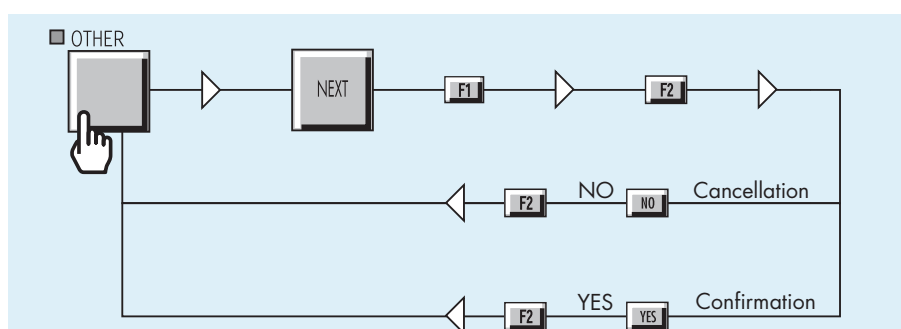 OTHER
NEXT F1 F2
F2 NO NO Cancellation
F2 YES YES Confirmation